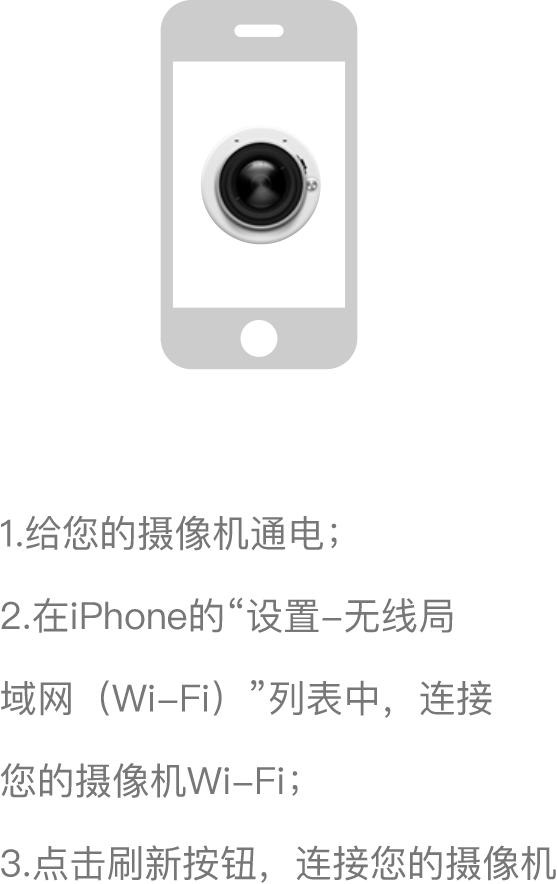 1.给您的摄像机通电；
2.在iPhone的“设置-无线局
域网（Wi-Fi）”列表中，连接
您的摄像机Wi-Fi；
3.点击刷新按钮，连接您的摄像机